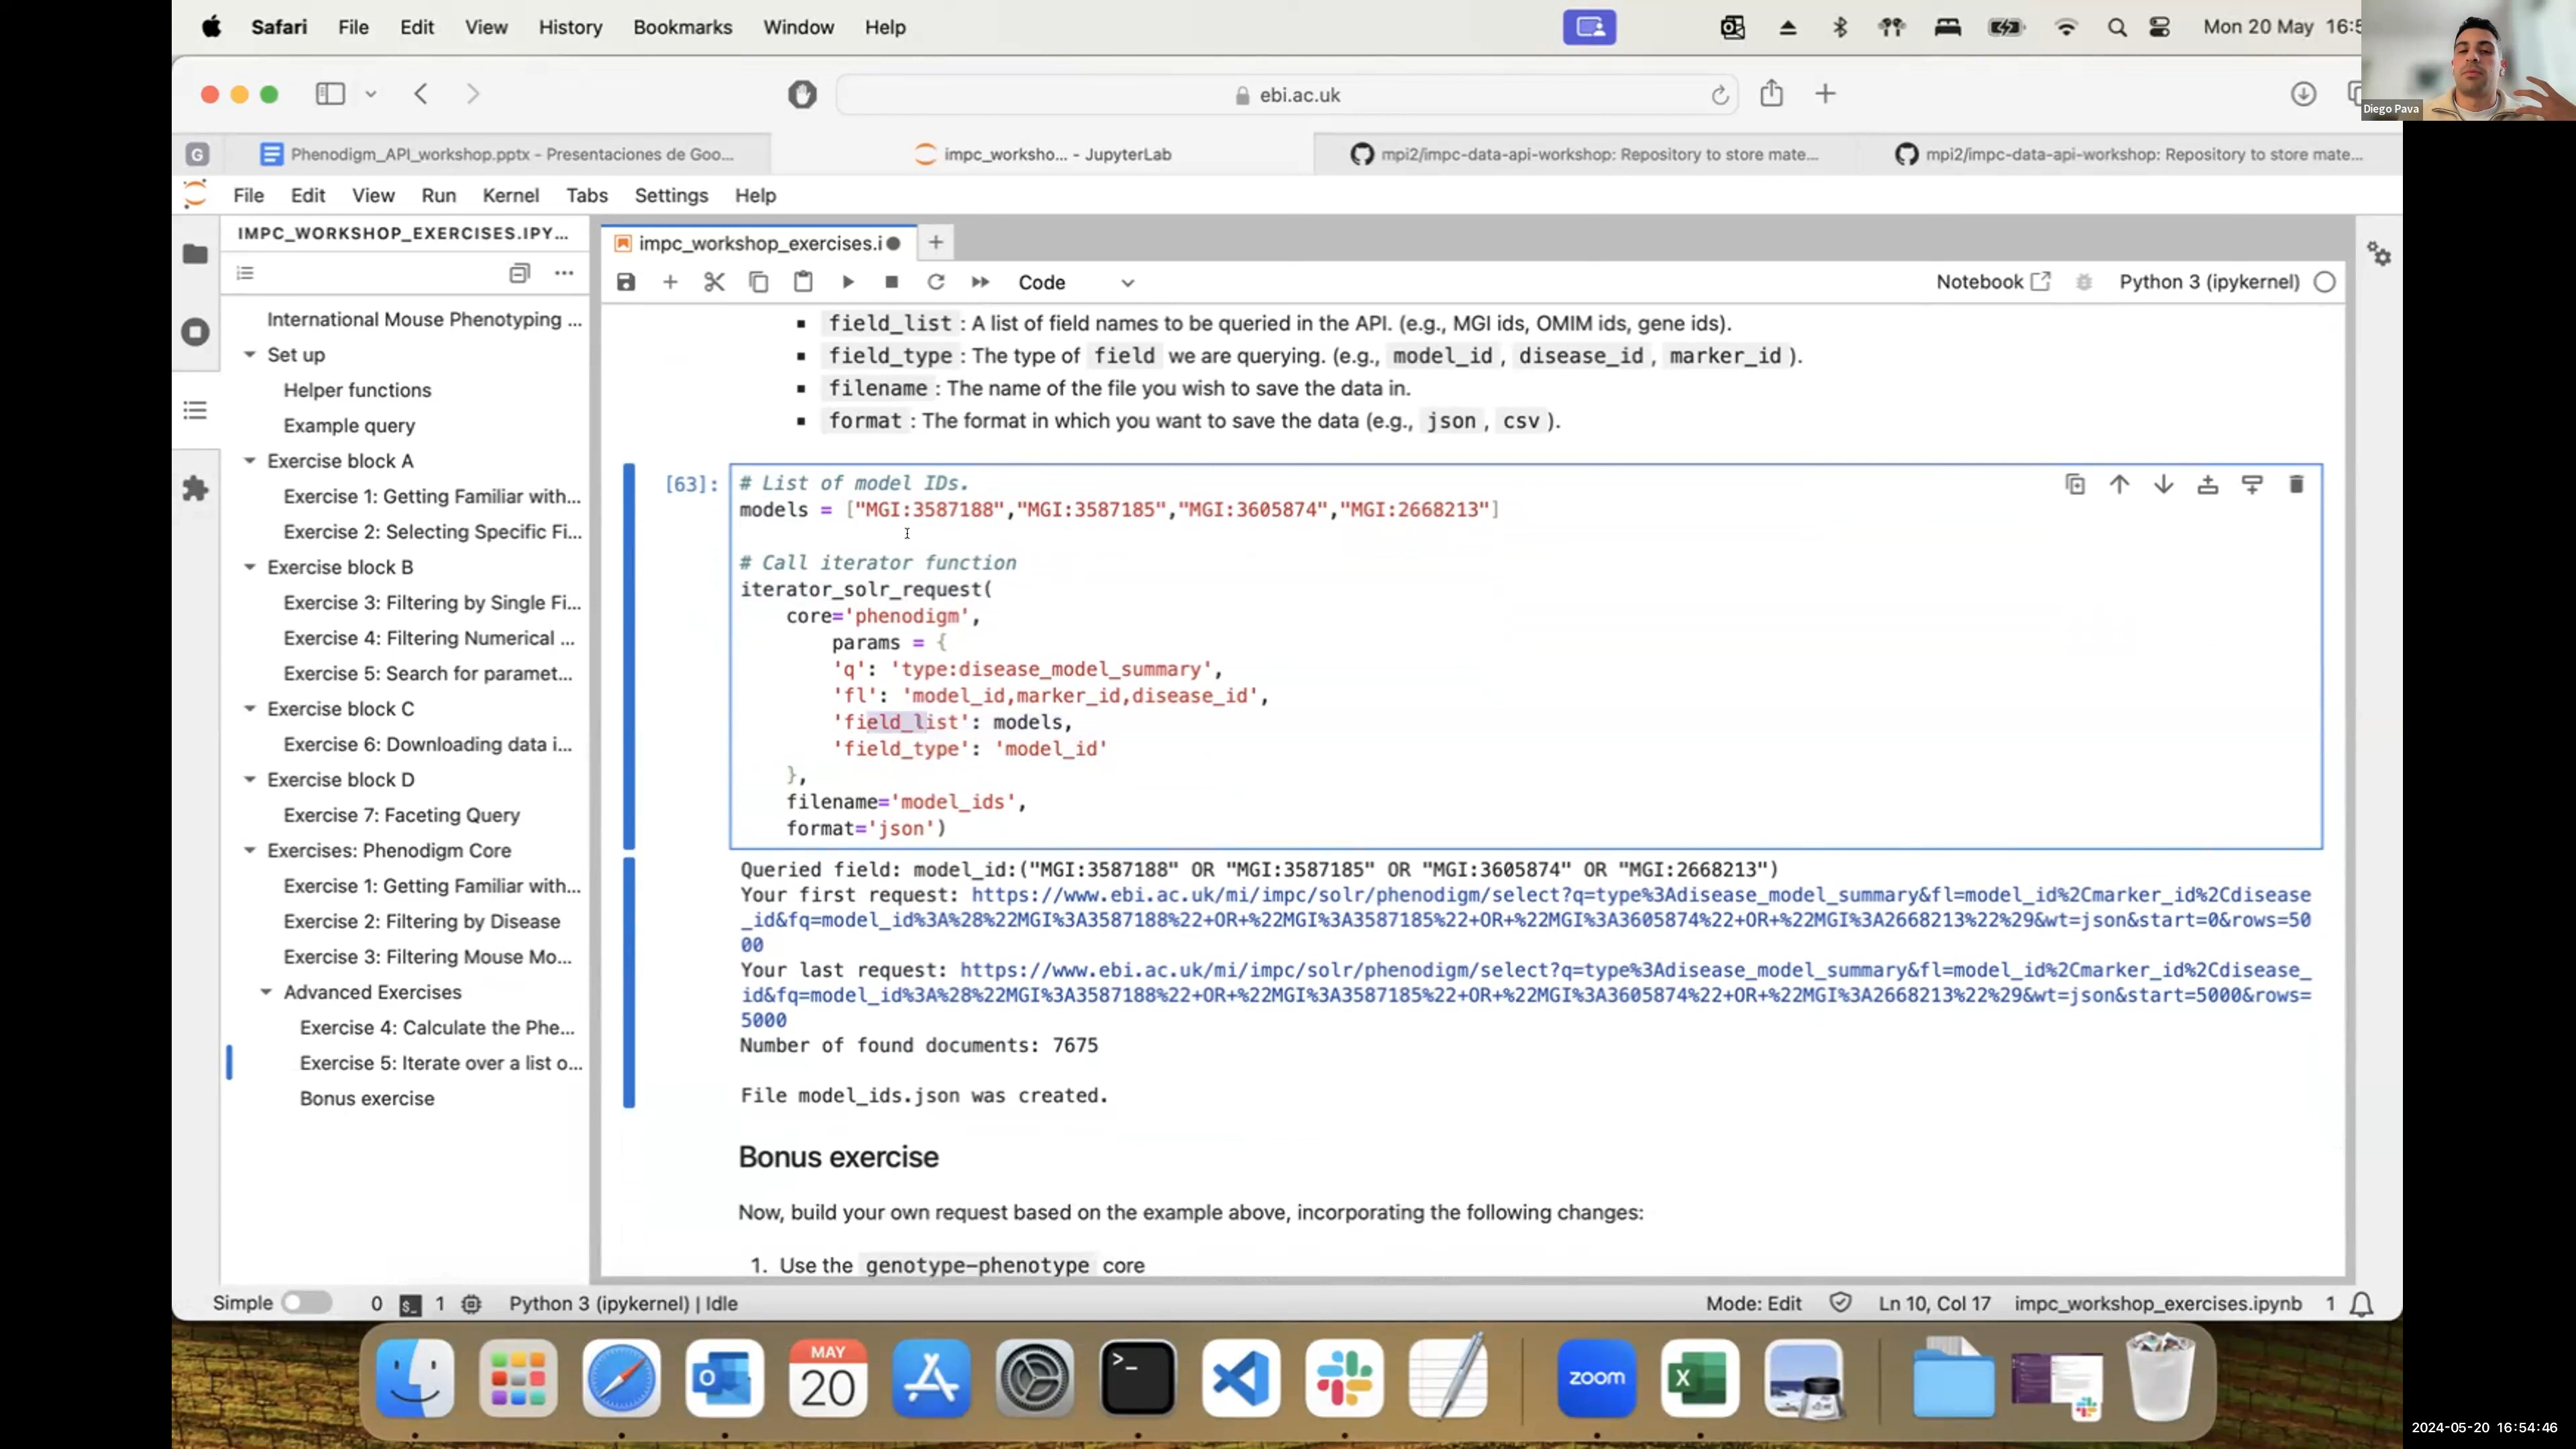 Safari File Edit View History Bookmarks Window Help
Mon 20 May 16:5
Diego Pava
ebi.ac.uk
G
Phenodigm_API_workshop.pptx - Presentaciones de Goo...
impc_worksho... - JupyterLab
mpi2/impc-data-api-workshop: Repository to store mate...
mpi2/impc-data-api-workshop: Repository to store mate...
File Edit View Run Kernel Tabs Settings Help
IMPC_WORKSHOP_EXERCISES.IPY...
International Mouse Phenotyping ...
Set up
Helper functions
Example query
Exercise block A
Exercise 1: Getting Familiar with...
Exercise 2: Selecting Specific Fi...
Exercise block B
Exercise 3: Filtering by Single Fi...
Exercise 4: Filtering Numerical ...
Exercise 5: Search for paramet...
Exercise block C
Exercise 6: Downloading data i...
Exercise block D
Exercise 7: Faceting Query
Exercises: Phenodigm Core
Exercise 1: Getting Familiar with...
Exercise 2: Filtering by Disease
Exercise 3: Filtering Mouse Mo...
Advanced Exercises
Exercise 4: Calculate the Phe...
Exercise 5: Iterate over a list o...
Bonus exercise
impc_workshop_exercises.i
Code
Notebook
Python 3 (ipykernel)
field_list : A list of field names to be queried in the API. (e.g., MGI ids, OMIM ids, gene ids).
field_type : The type of field we are querying. (e.g., model_id , disease_id , marker_id ).
filename : The name of the file you wish to save the data in.
format : The format in which you want to save the data (e.g., json , csv ).
[63]:
# List of model IDs.
models = ["MGI:3587188","MGI:3587185","MGI:3605874","MGI:2668213"]
# Call iterator function
iterator_solr_request(
core='phenodigm',
params = {
'q': 'type:disease_model_summary',
'fl': 'model_id,marker_id,disease_id',
'field_list': models,
'field_type': 'model_id'
},
filename='model_ids',
format='json')
Queried field: model_id:("MGI:3587188" OR "MGI:3587185" OR "MGI:3605874" OR "MGI:2668213")
Your first request: https://www.ebi.ac.uk/mi/impc/solr/phenodigm/select?q=type%3Adisease_model_summary&fl=model_id%2Cmarker_id%2Cdisease
_id&fq=model_id%3A%28%22MGI%3A3587188%22+OR+%22MGI%3A3587185%22+OR+%22MGI%3A3605874%22+OR+%22MGI%3A2668213%22%29&wt=json&start=0&rows=50
00
Your last request: https://www.ebi.ac.uk/mi/impc/solr/phenodigm/select?q=type%3Adisease_model_summary&fl=model_id%2Cmarker_id%2Cdisease_
id&fq=model_id%3A%28%22MGI%3A3587188%22+OR+%22MGI%3A3587185%22+OR+%22MGI%3A3605874%22+OR+%22MGI%3A2668213%22%29&wt=json&start=5000&rows=
5000
Number of found documents: 7675
File model_ids.json was created.
Bonus exercise
Now, build your own request based on the example above, incorporating the following changes:
1. Use the genotype-phenotype core
Simple 0 1 Python 3 (ipykernel) | Idle
Mode: Edit Ln 10, Col 17 impc_workshop_exercises.ipynb 1
MAY
20
zoom
2024-05-20 16:54:46